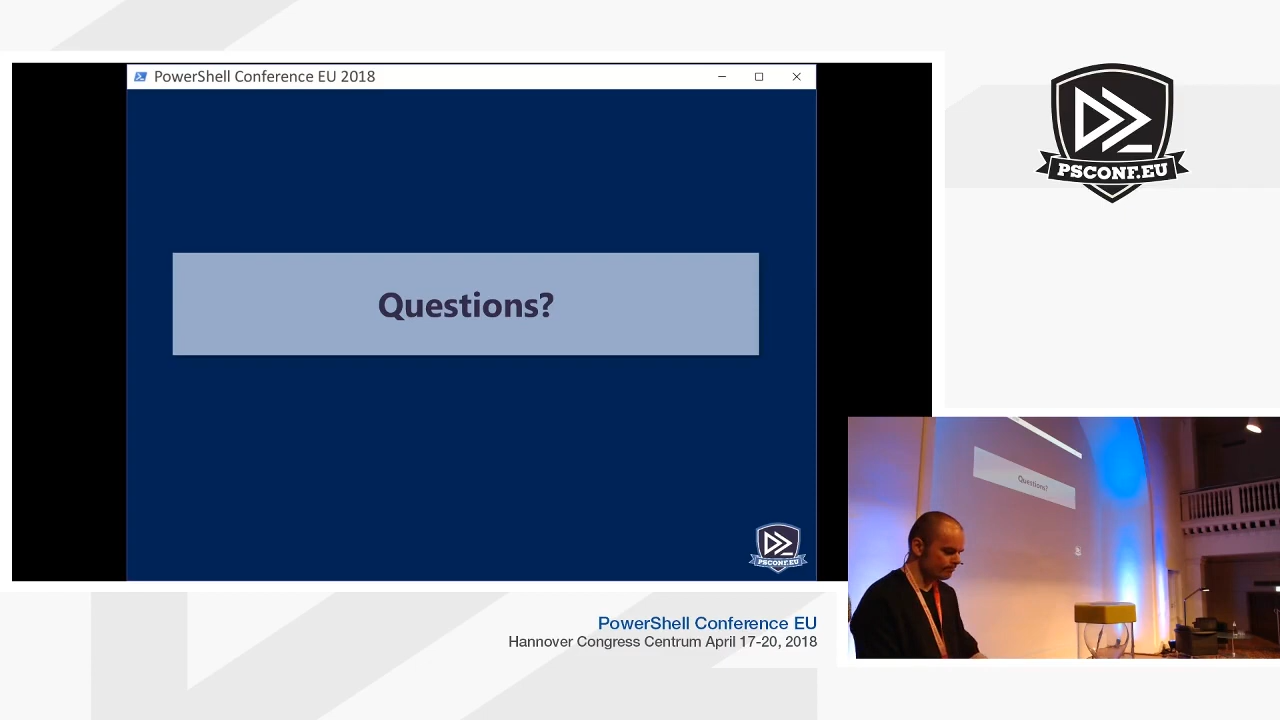 PowerShell Conference EU 2018
Questions?
PSCONF.EU
PSCONF.EU
Questions?
PowerShell Conference EU
Hannover Congress Centrum April 17-20, 2018